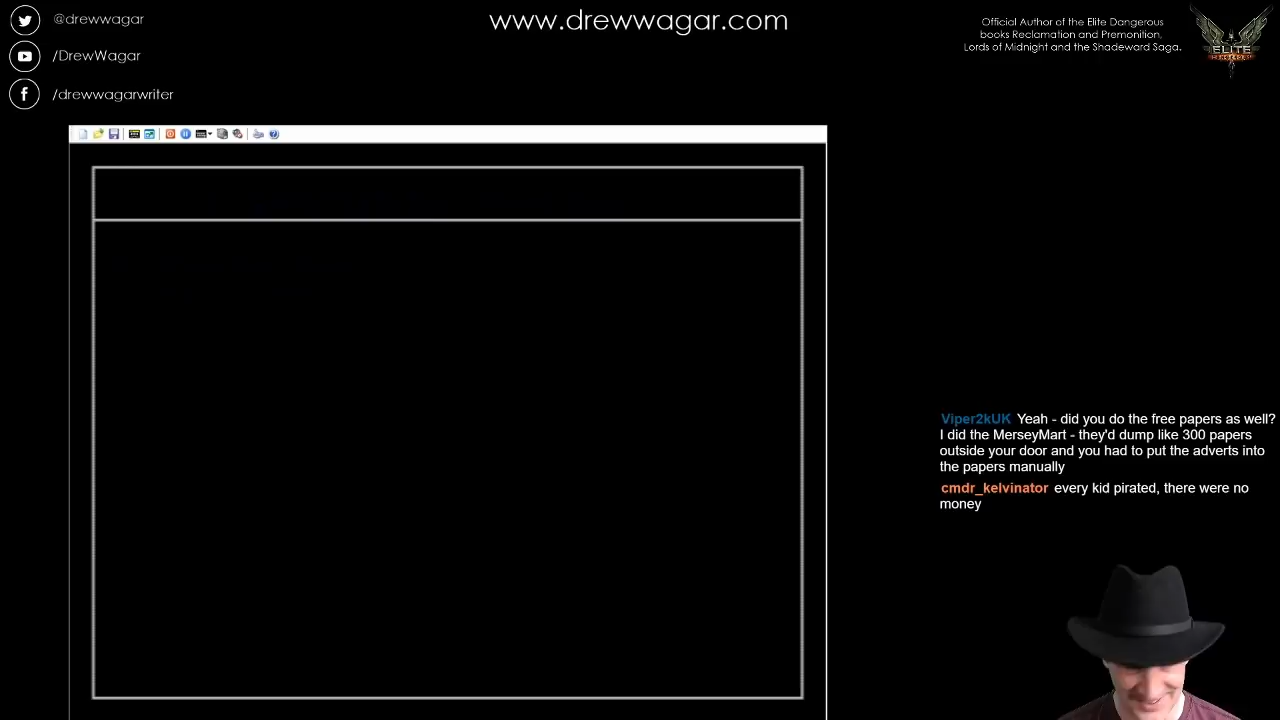 @drewwagar
/DrewWagar
/drewwagarwriter
www.drewwagar.com
Official Author of the Elite Dangerous
books Reclamation and Premonition,
Lords of Midnight and the Shadeward Saga.
ELITE
DANGEROUS
Viper2kUK Yeah - did you do the free papers as well?
I did the MerseyMart - they'd dump like 300 papers
outside your door and you had to put the adverts into
the papers manually
cmdr_kelvinator every kid pirated, there were no
money